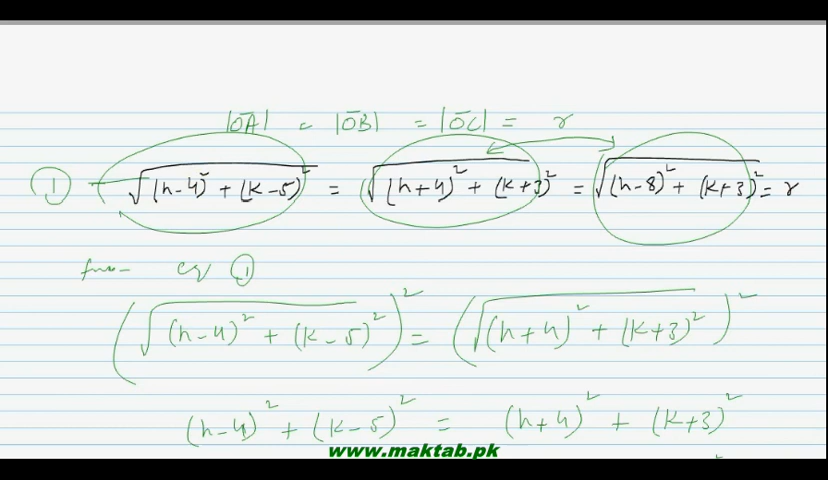 |OA| = |OB| = |OC| = r
① √(h-4)² + (k-5)² = √(h+4)² + (k+3)² = √(h-8)² + (k+3)² = r
from eq ①
(√(h-4)² + (k-5)²)² = (√(h+4)² + (k+3)²)²
(h-4)² + (k-5)² = (h+4)² + (k+3)²
www.maktab.pk